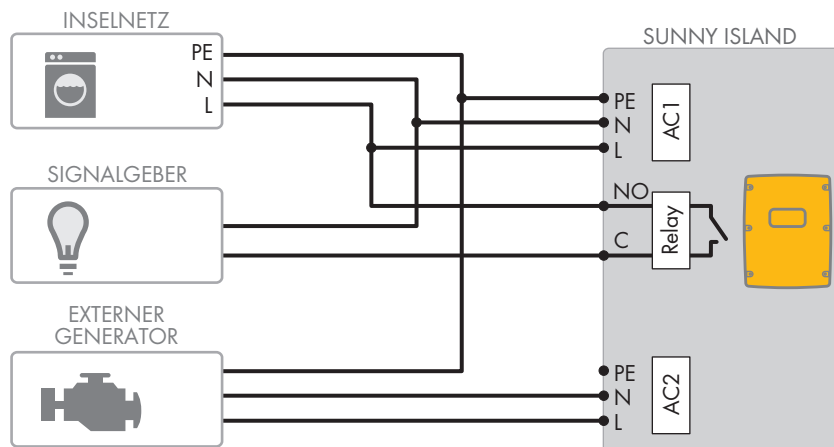 INSELNETZ
PE
N
L
SIGNALGEBER
EXTERNER
GENERATOR
SUNNY ISLAND
PE
N
L
AC1
NO
C
Relay
PE
N
L
AC2